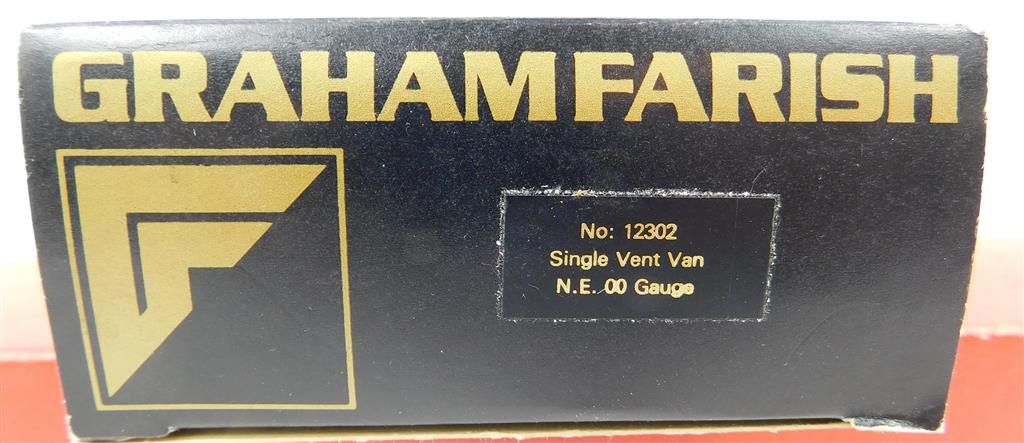 GRAHAM FARISH
No: 12302
Single Vent Van
N.E. 00 Gauge